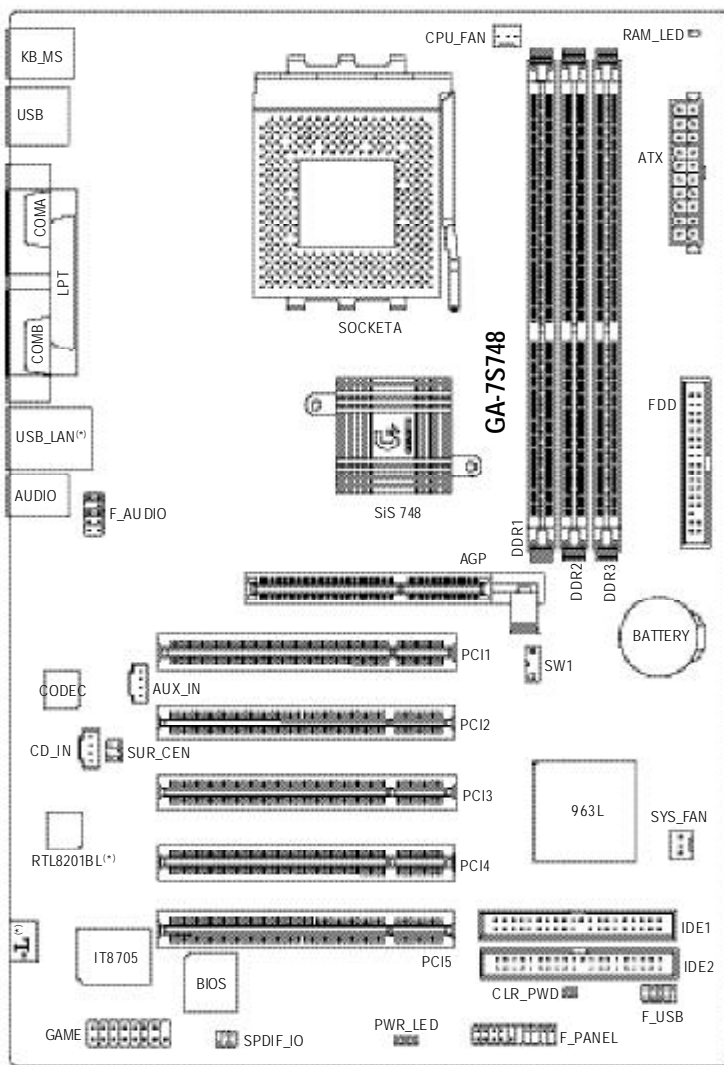 CPU_FAN
RAM_LED
KB_MS
USB
ATX
COMA
LPT
COMB
SOCKETA
GA-7S748
FDD
USB_LAN(*)
AUDIO
F_AUDIO
SiS 748
DDR1
DDR2
DDR3
AGP
BATTERY
PCI1
SW1
CODEC
AUX_IN
PCI2
CD_IN
SUR_CEN
PCI3
963L
SYS_FAN
RTL8201BL(*)
PCI4
(*)
IT8705
BIOS
PCI5
IDE1
IDE2
CLR_PWD
F_USB
GAME
SPDIF_IO
PWR_LED
F_PANEL